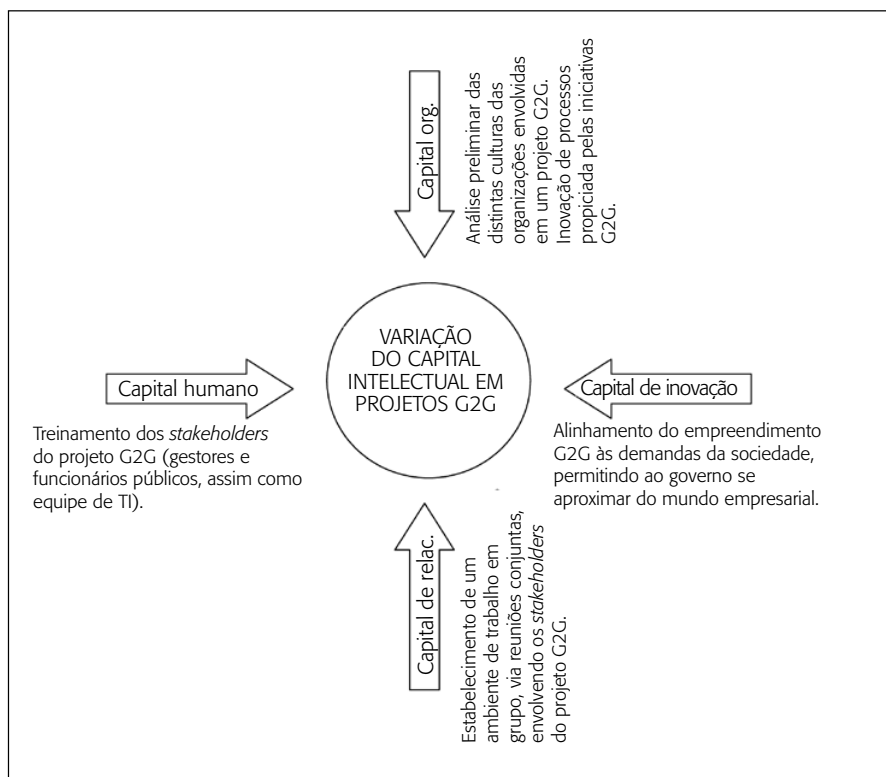 Capital org.
Análise preliminar das
distintas culturas das
organizações envolvidas
em um projeto G2G.
Inovação de processos
propiciada pelas iniciativas
G2G.
VARIAÇÃO
DO CAPITAL
INTELECTUAL EM
PROJETOS G2G
Capital humano
Treinamento dos stakeholders
do projeto G2G (gestores e
funcionários públicos, assim como
equipe de TI).
Capital de inovação
Alinhamento do empreendimento
G2G às demandas da sociedade,
permitindo ao governo se
aproximar do mundo empresarial.
Capital de relac.
Estabelecimento de um
ambiente de trabalho em
grupo, via reuniões conjuntas,
envolvendo os stakeholders
do projeto G2G.